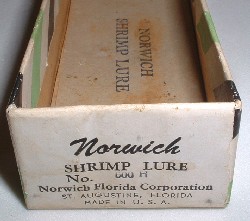 NORWICH
SHRIMP LURE
Norwich
SHRIMP LURE
No. 600 H
Norwich Florida Corporation
ST. AUGUSTINE, FLORIDA
MADE IN U. S. A.